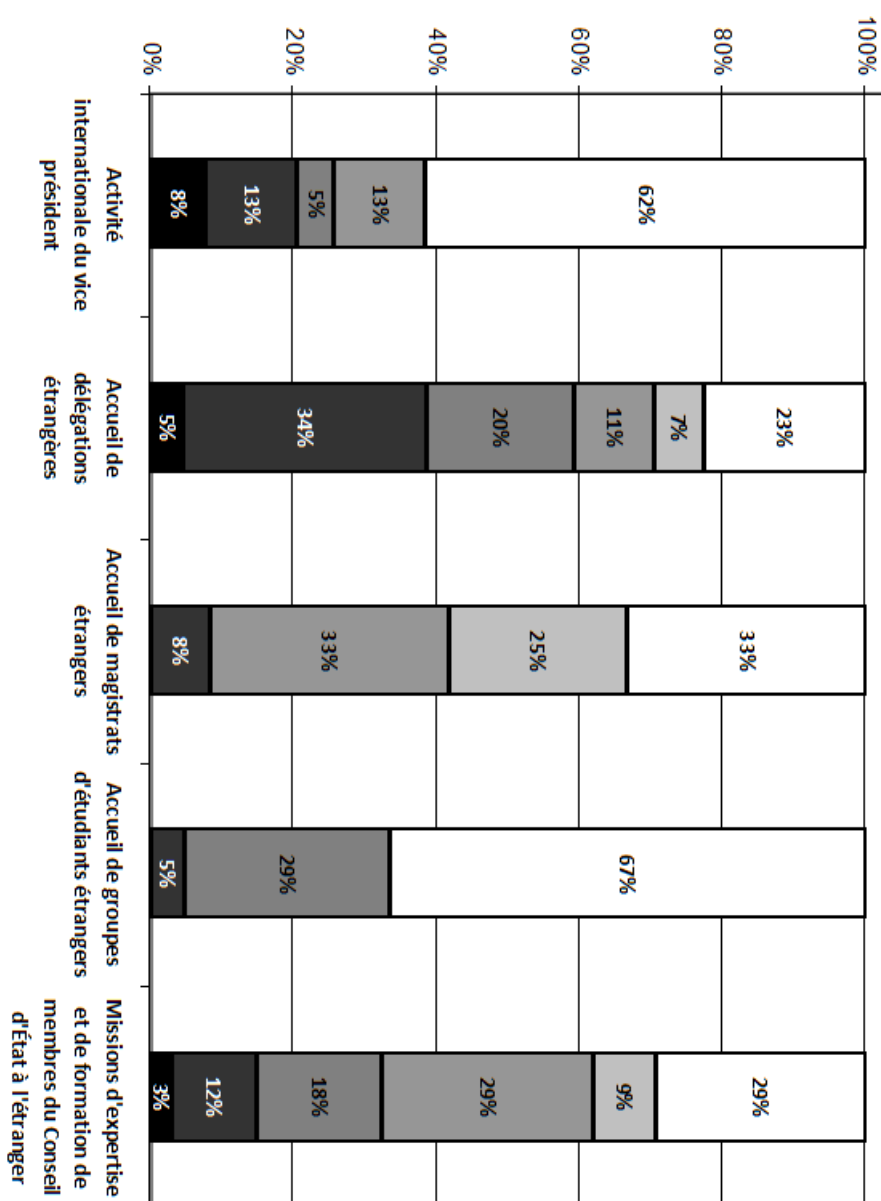 100%
80%
60%
40%
20%
0%
62%
13%
5%
13%
8%
23%
7%
11%
20%
34%
5%
33%
25%
33%
8%
67%
29%
5%
29%
9%
29%
18%
12%
3%
Activité
internationale du vice
président
Accueil de
délégations
étrangères
Accueil de magistrats
étrangers
Accueil de groupes
d'étudiants étrangers
Missions d'expertise
et de formation de
membres du Conseil
d'État à l'étranger